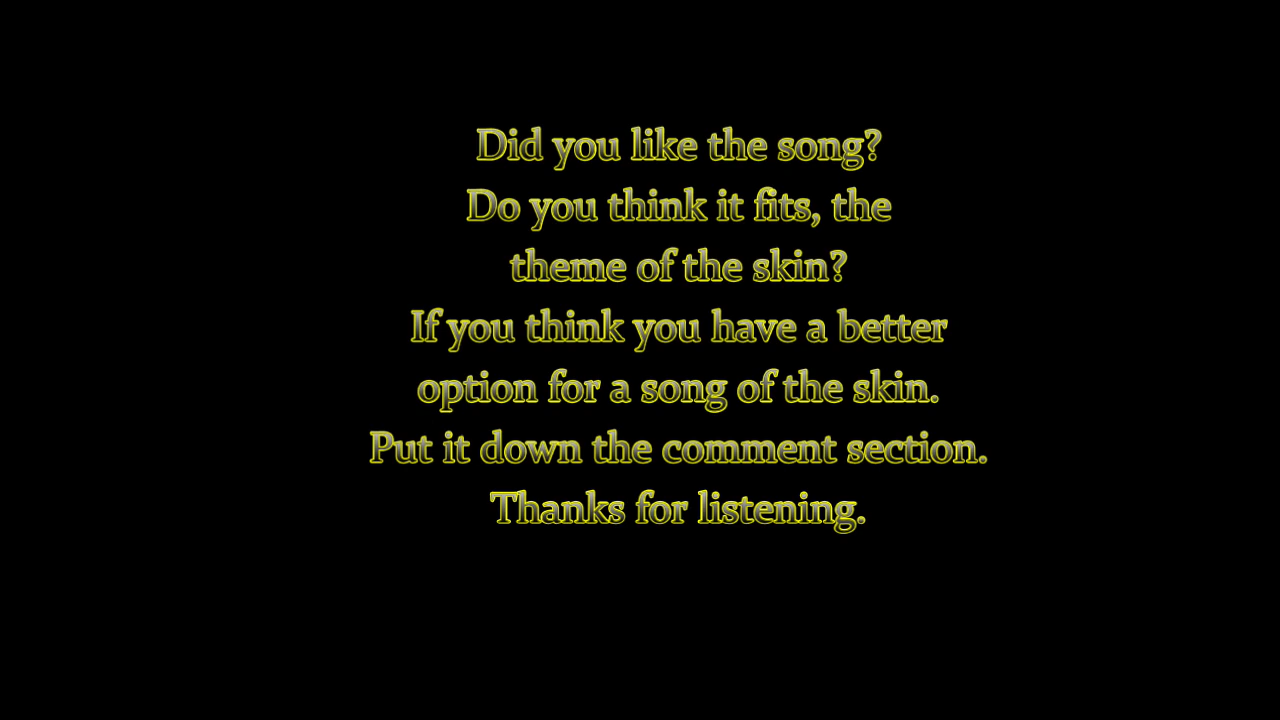 Did you like the song?
Do you think it fits, the
theme of the skin?
If you think you have a better
option for a song of the skin.
Put it down the comment section.
Thanks for listening.